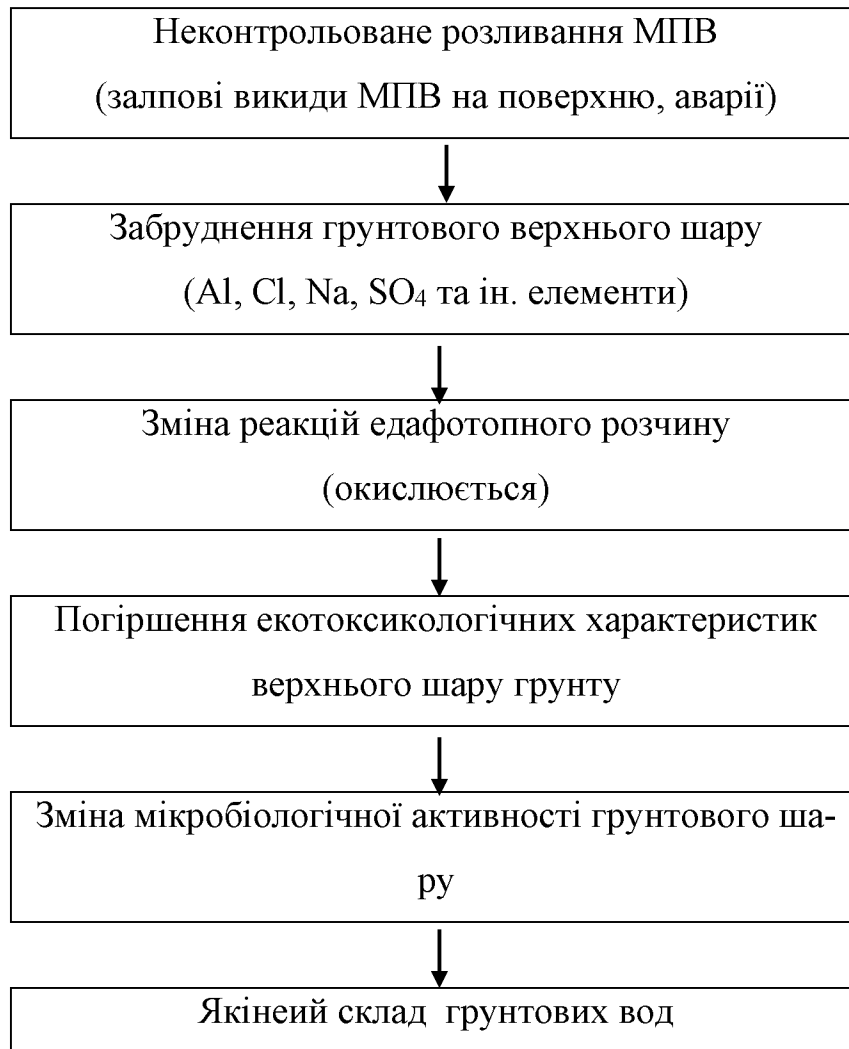 Неконтрольоване розливання МПВ
(залпові викиди МПВ на поверхню, аварії)
Забруднення грунтового верхнього шару
(Al, Cl, Na, SO₄ та ін. елементи)
Зміна реакцій едафотопного розчину
(окислюється)
Погіршення екотоксикологічних характеристик
верхнього шару грунту
Зміна мікробіологічної активності грунтового ша-
ру
Якінеий склад грунтових вод